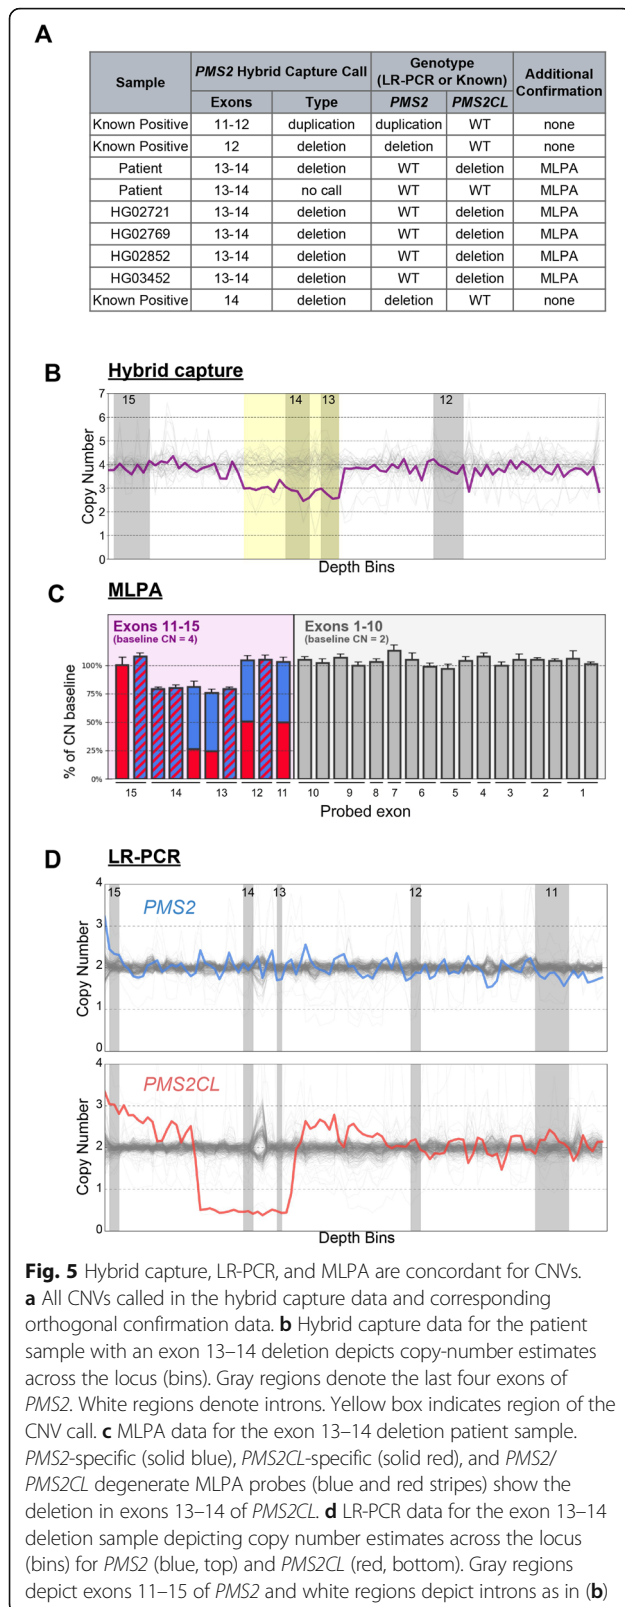 A
Sample
PMS2 Hybrid Capture Call
Genotype (LR-PCR or Known)
Additional Confirmation
Exons Type PMS2 PMS2CL
Known Positive 11-12 duplication duplication WT none
Known Positive 12 deletion deletion WT none
Patient 13-14 deletion WT deletion MLPA
Patient 13-14 no call WT WT MLPA
HG02721 13-14 deletion WT deletion MLPA
HG02769 13-14 deletion WT deletion MLPA
HG02852 13-14 deletion WT deletion MLPA
HG03452 13-14 deletion WT deletion MLPA
Known Positive 14 deletion deletion WT none
B Hybrid capture
Copy Number
7
6
5
4
3
2
1
0
15 14 13 12
Depth Bins
C MLPA
% of CN baseline
100%
75%
50%
25%
0%
Exons 11-15
(baseline CN = 4)
Exons 1-10
(baseline CN = 2)
15 14 13 12 11 10 9 8 7 6 5 4 3 2 1
Probed exon
D LR-PCR
Copy Number
4
3
2
1
0
15 14 13 12 11
PMS2
Copy Number
4
3
2
1
0
PMS2CL
Depth Bins
Fig. 5 Hybrid capture, LR-PCR, and MLPA are concordant for CNVs.
a All CNVs called in the hybrid capture data and corresponding
orthogonal confirmation data. b Hybrid capture data for the patient
sample with an exon 13–14 deletion depicts copy-number estimates
across the locus (bins). Gray regions denote the last four exons of
PMS2. White regions denote introns. Yellow box indicates region of the
CNV call. c MLPA data for the exon 13–14 deletion patient sample.
PMS2-specific (solid blue), PMS2CL-specific (solid red), and PMS2/
PMS2CL degenerate MLPA probes (blue and red stripes) show the
deletion in exons 13–14 of PMS2CL. d LR-PCR data for the exon 13–14
deletion sample depicting copy number estimates across the locus
(bins) for PMS2 (blue, top) and PMS2CL (red, bottom). Gray regions
depict exons 11–15 of PMS2 and white regions depict introns as in (b)